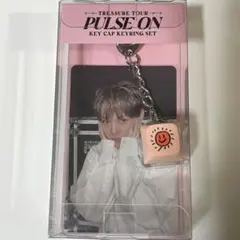 TREASURE TOUR
PULSE ON
KEY CAP KEYRING SET